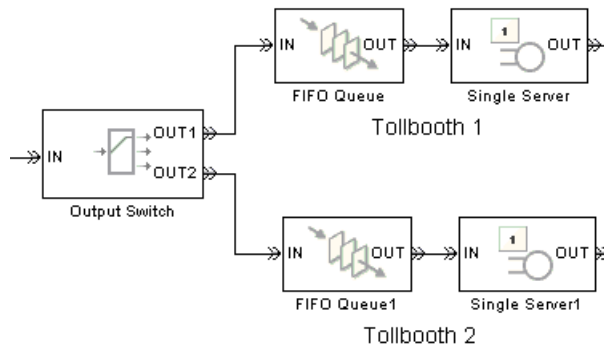 IN OUT
FIFO Queue
IN 1 OUT
Single Server
Tollbooth 1
IN OUT1
OUT2
Output Switch
IN OUT
FIFO Queue1
IN 1 OUT
Single Server1
Tollbooth 2